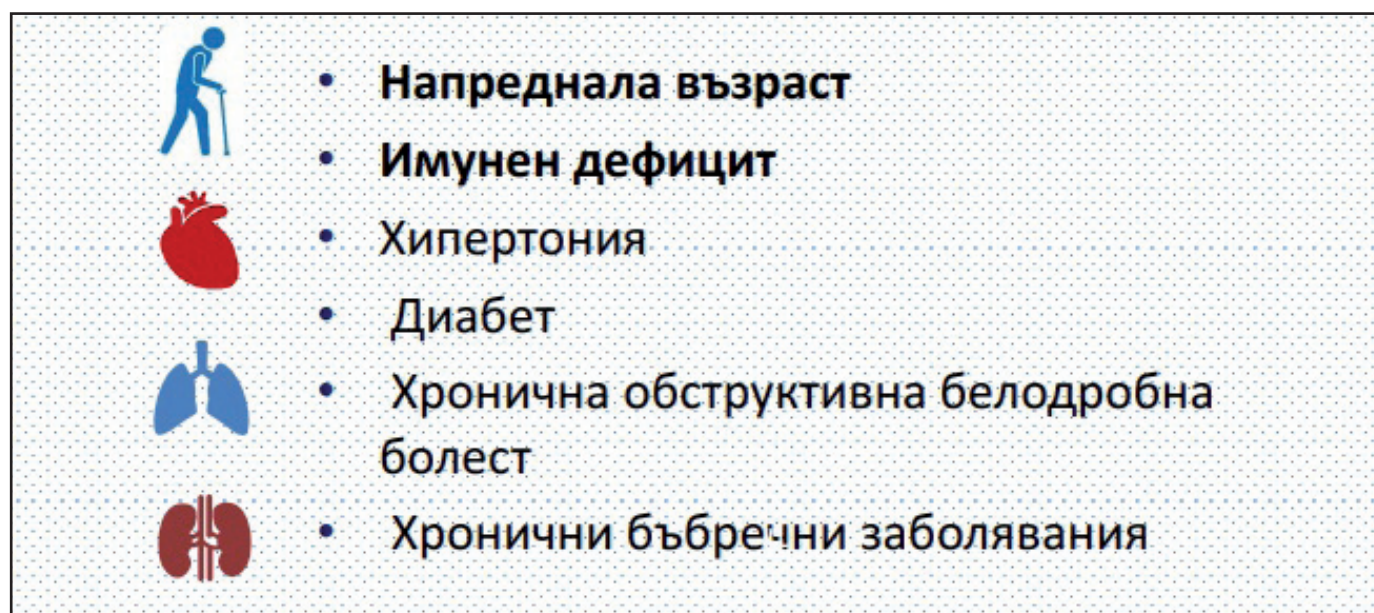 • Напреднала възраст
• Имунен дефицит
• Хипертония
• Диабет
• Хронична обструктивна белодробна
болест
• Хронични бъбречни заболявания